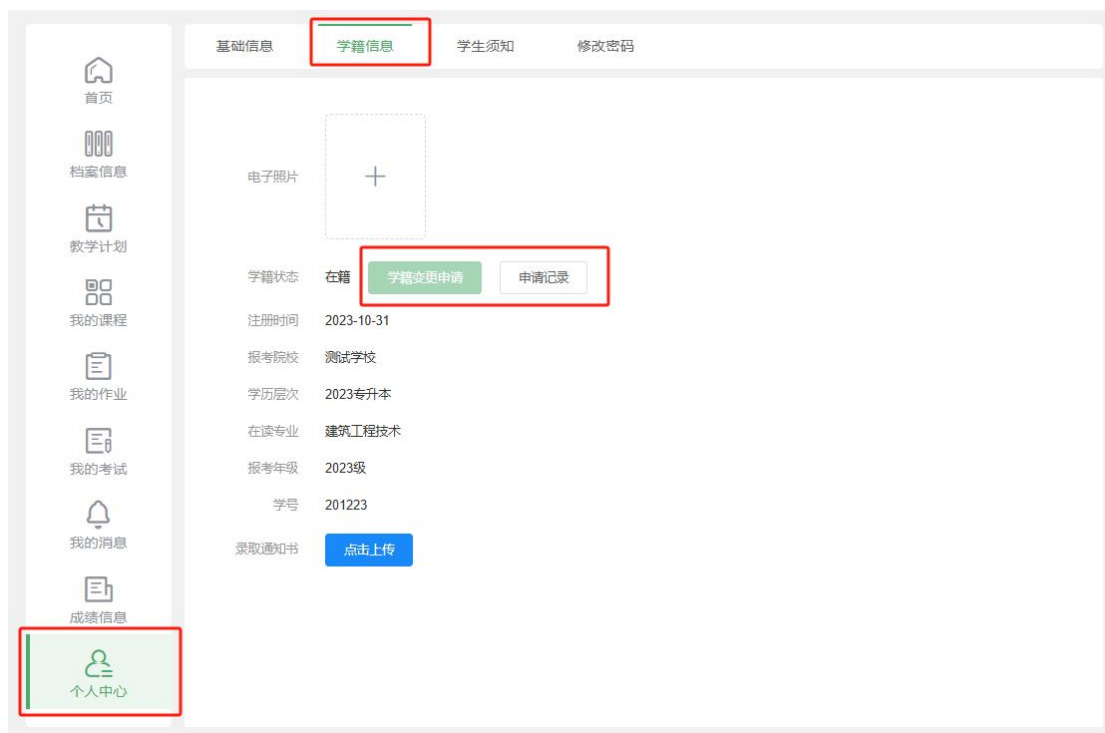 首页
档案信息
教学计划
我的课程
我的作业
我的考试
我的消息
成绩信息
个人中心
基础信息 学籍信息 学生须知 修改密码
电子照片
学籍状态 在籍 学籍变更申请 申请记录
注册时间 2023-10-31
报考院校 测试学校
学历层次 2023专升本
在读专业 建筑工程技术
报考年级 2023级
学号 201223
录取通知书 点击上传